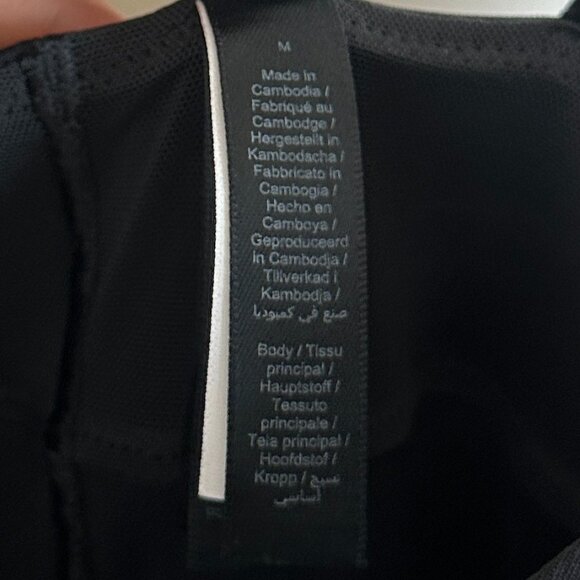 M
Made in
Cambodia /
Fabriqué au
Cambodge /
Hergestellt in
Kambodscha /
Fabbricato in
Cambogia /
Hecho en
Camboya /
Geproduceerd
in Cambodja /
Tillverkad i
Kambodja /
صنع في كمبوديا
Body / Tissu
principal /
Hauptstoff /
Tessuto
principale /
Tela principal /
Hoofdstof /
Kropp / نسيج
أساسي